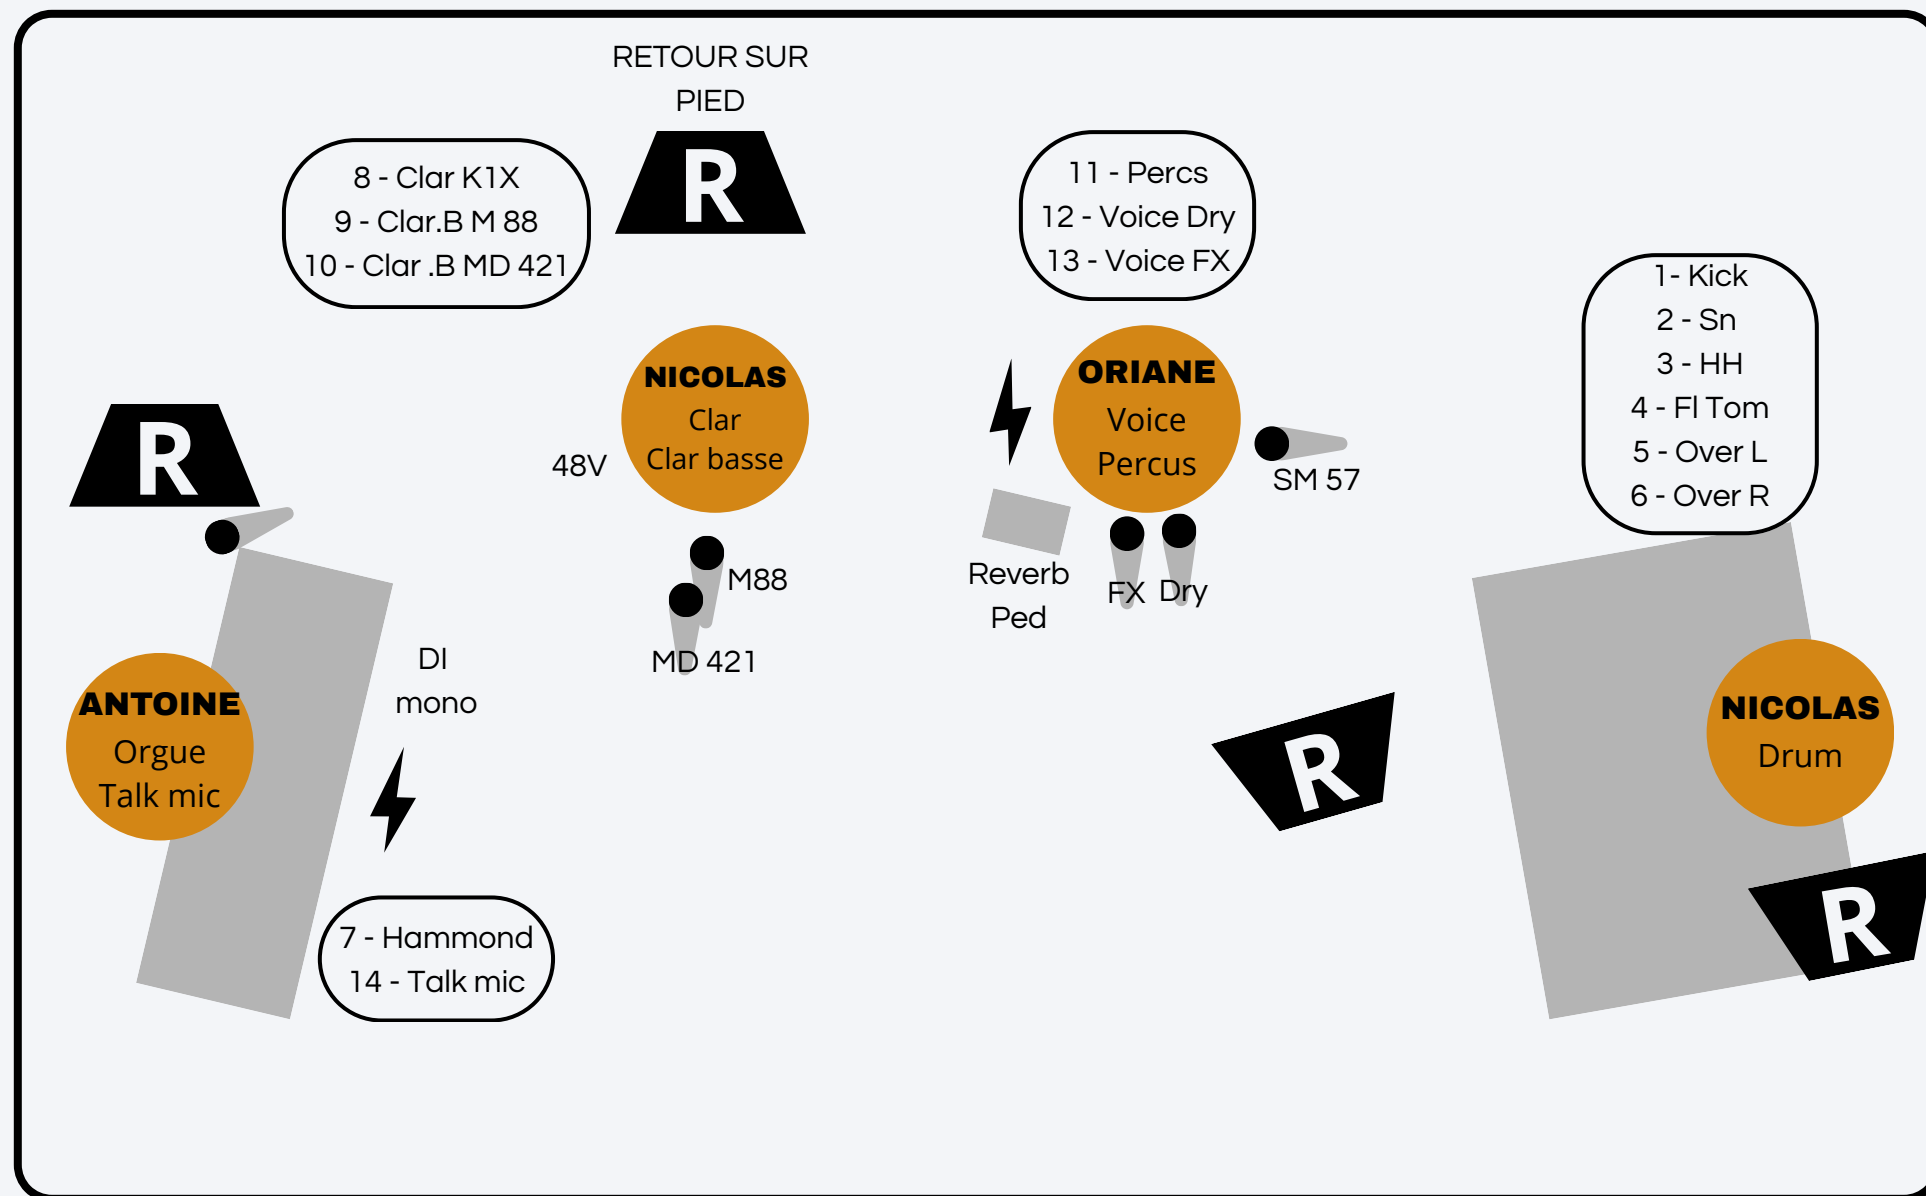 RETOUR SUR
PIED
R
8 - Clar K1X
9 - Clar.B M 88
10 - Clar .B MD 421
11 - Percs
12 - Voice Dry
13 - Voice FX
1- Kick
2 - Sn
3 - HH
4 - Fl Tom
5 - Over L
6 - Over R
NICOLAS
Clar
Clar basse
48V
M88
MD 421
ORIANE
Voice
Percus
SM 57
Reverb
Ped
FX
Dry
R
ANTOINE
Orgue
Talk mic
DI
mono
7 - Hammond
14 - Talk mic
R
NICOLAS
Drum
R